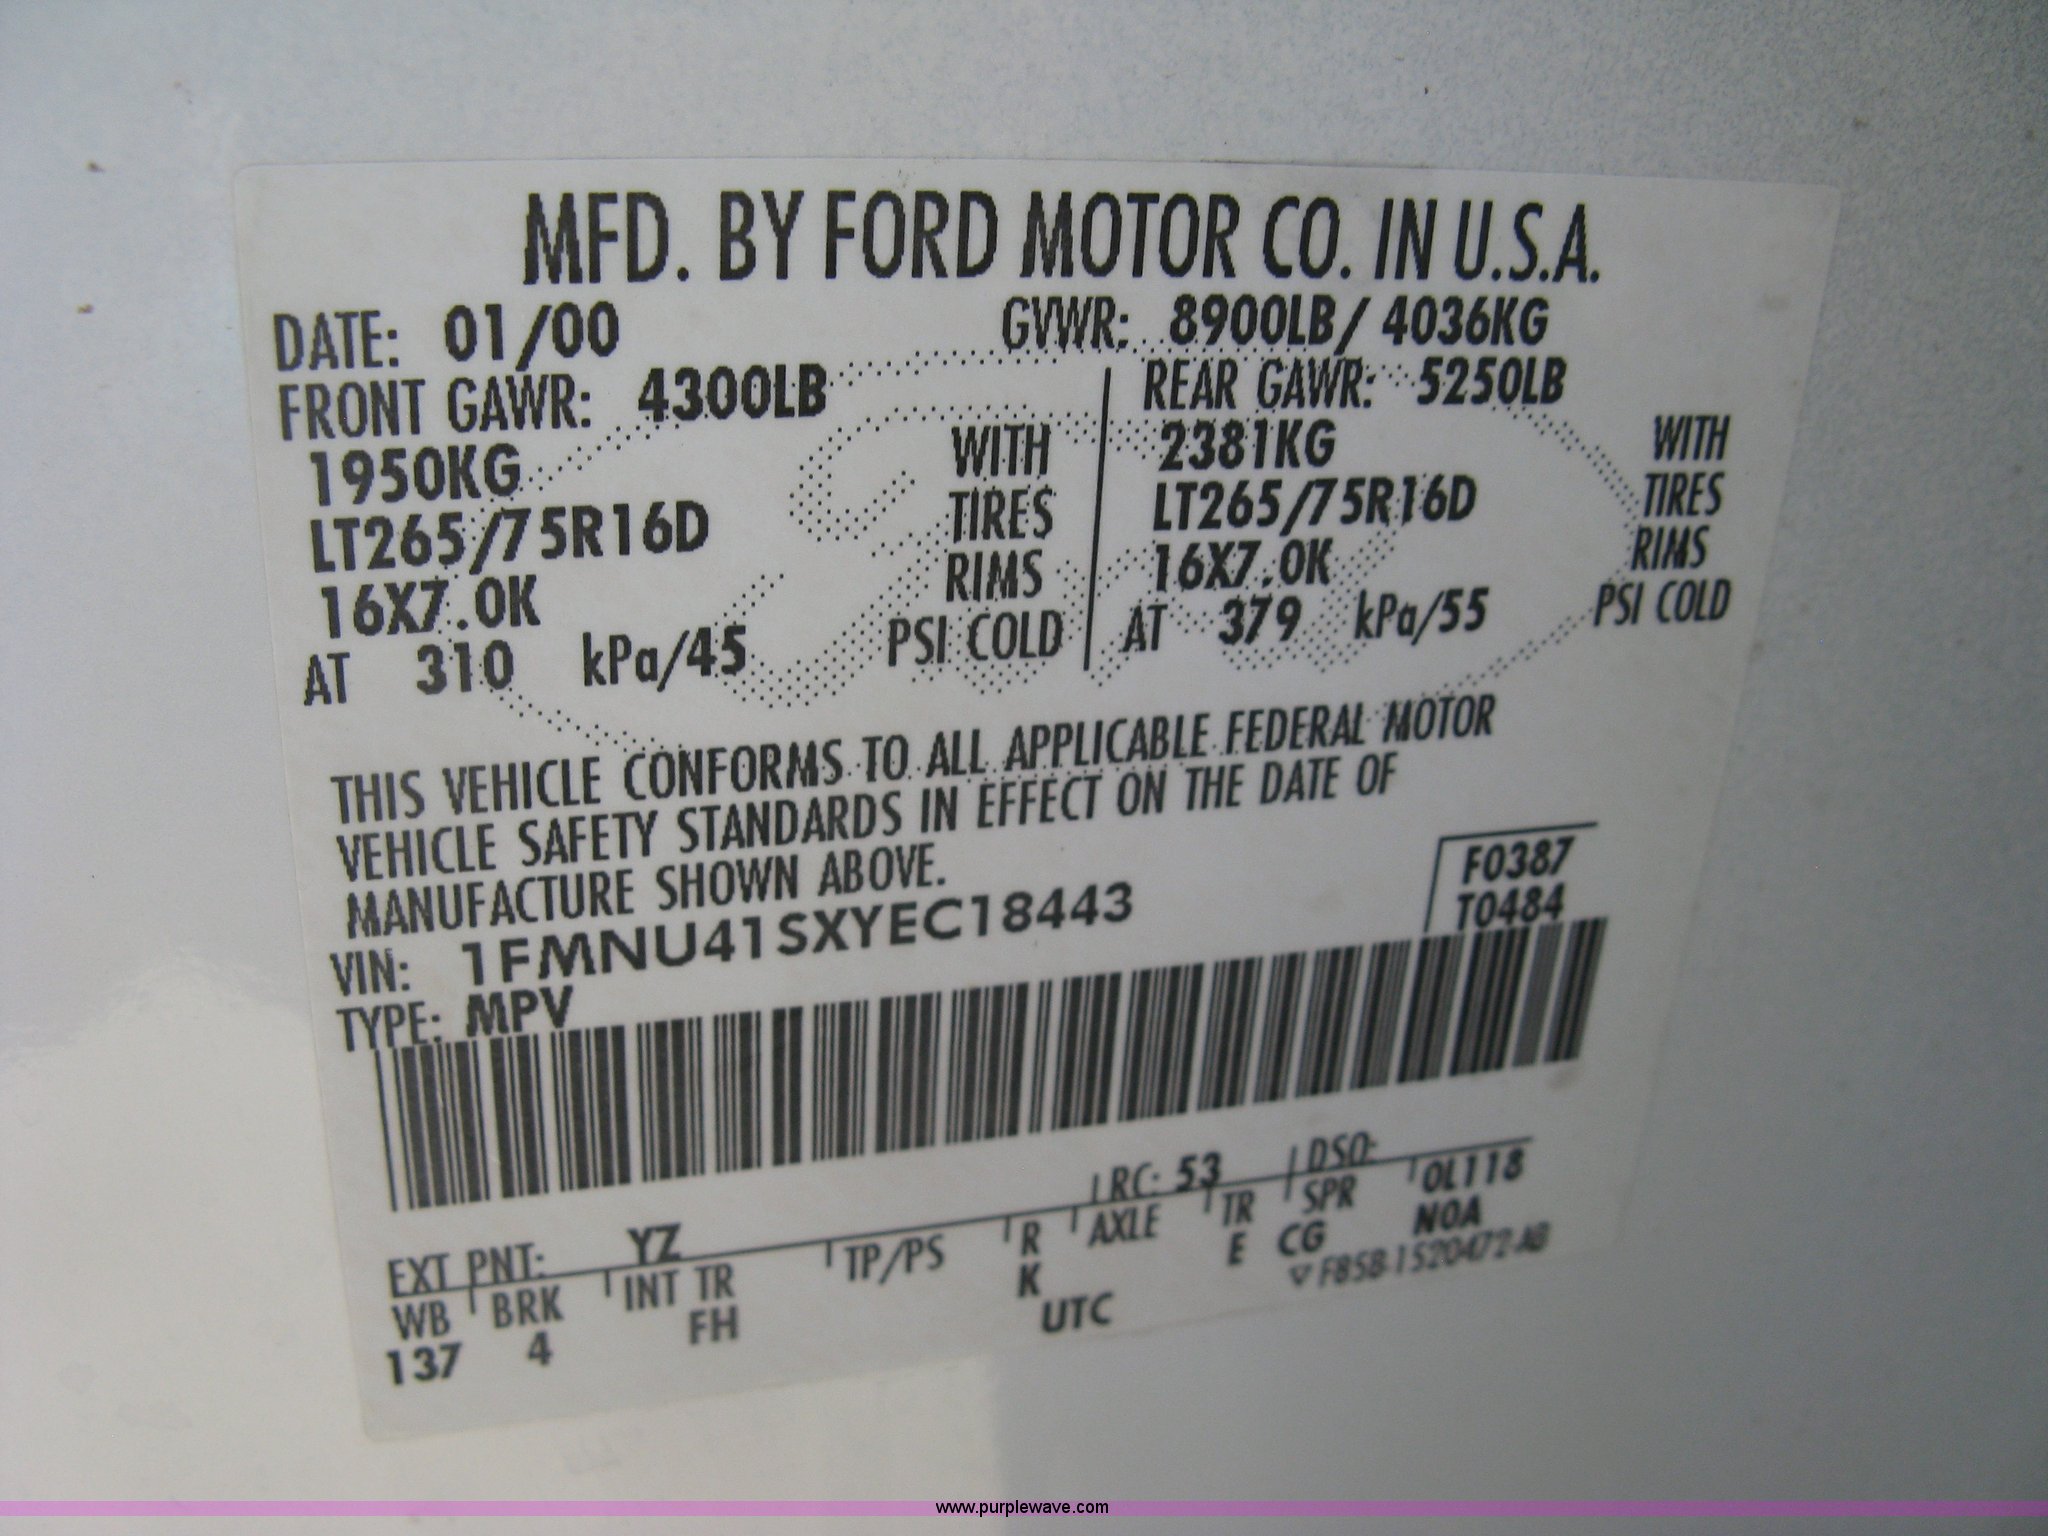 MFD. BY FORD MOTOR CO. IN U.S.A.
DATE: 01/00 GVWR: 8900LB/ 4036KG
FRONT GAWR: 4300LB REAR GAWR: 5250LB
1950KG WITH 2381KG WITH
LT265/75R16D TIRES LT265/75R16D TIRES
16X7.0K RIMS 16X7.0K RIMS
AT 310 kPa/45 PSI COLD AT 379 kPa/55 PSI COLD
THIS VEHICLE CONFORMS TO ALL APPLICABLE FEDERAL MOTOR
VEHICLE SAFETY STANDARDS IN EFFECT ON THE DATE OF
MANUFACTURE SHOWN ABOVE.
F0387
T0484
VIN: 1FMNU41SXYEC18443
TYPE: MPV
EXT PNT: YZ RC: 53 DSO:
WB BRK INT TR TP/PS R AXLE TR SPR OL118
137 4 FH K UTC E CG NOA
▽ F85B-1520472-AB
www.purplewave.com